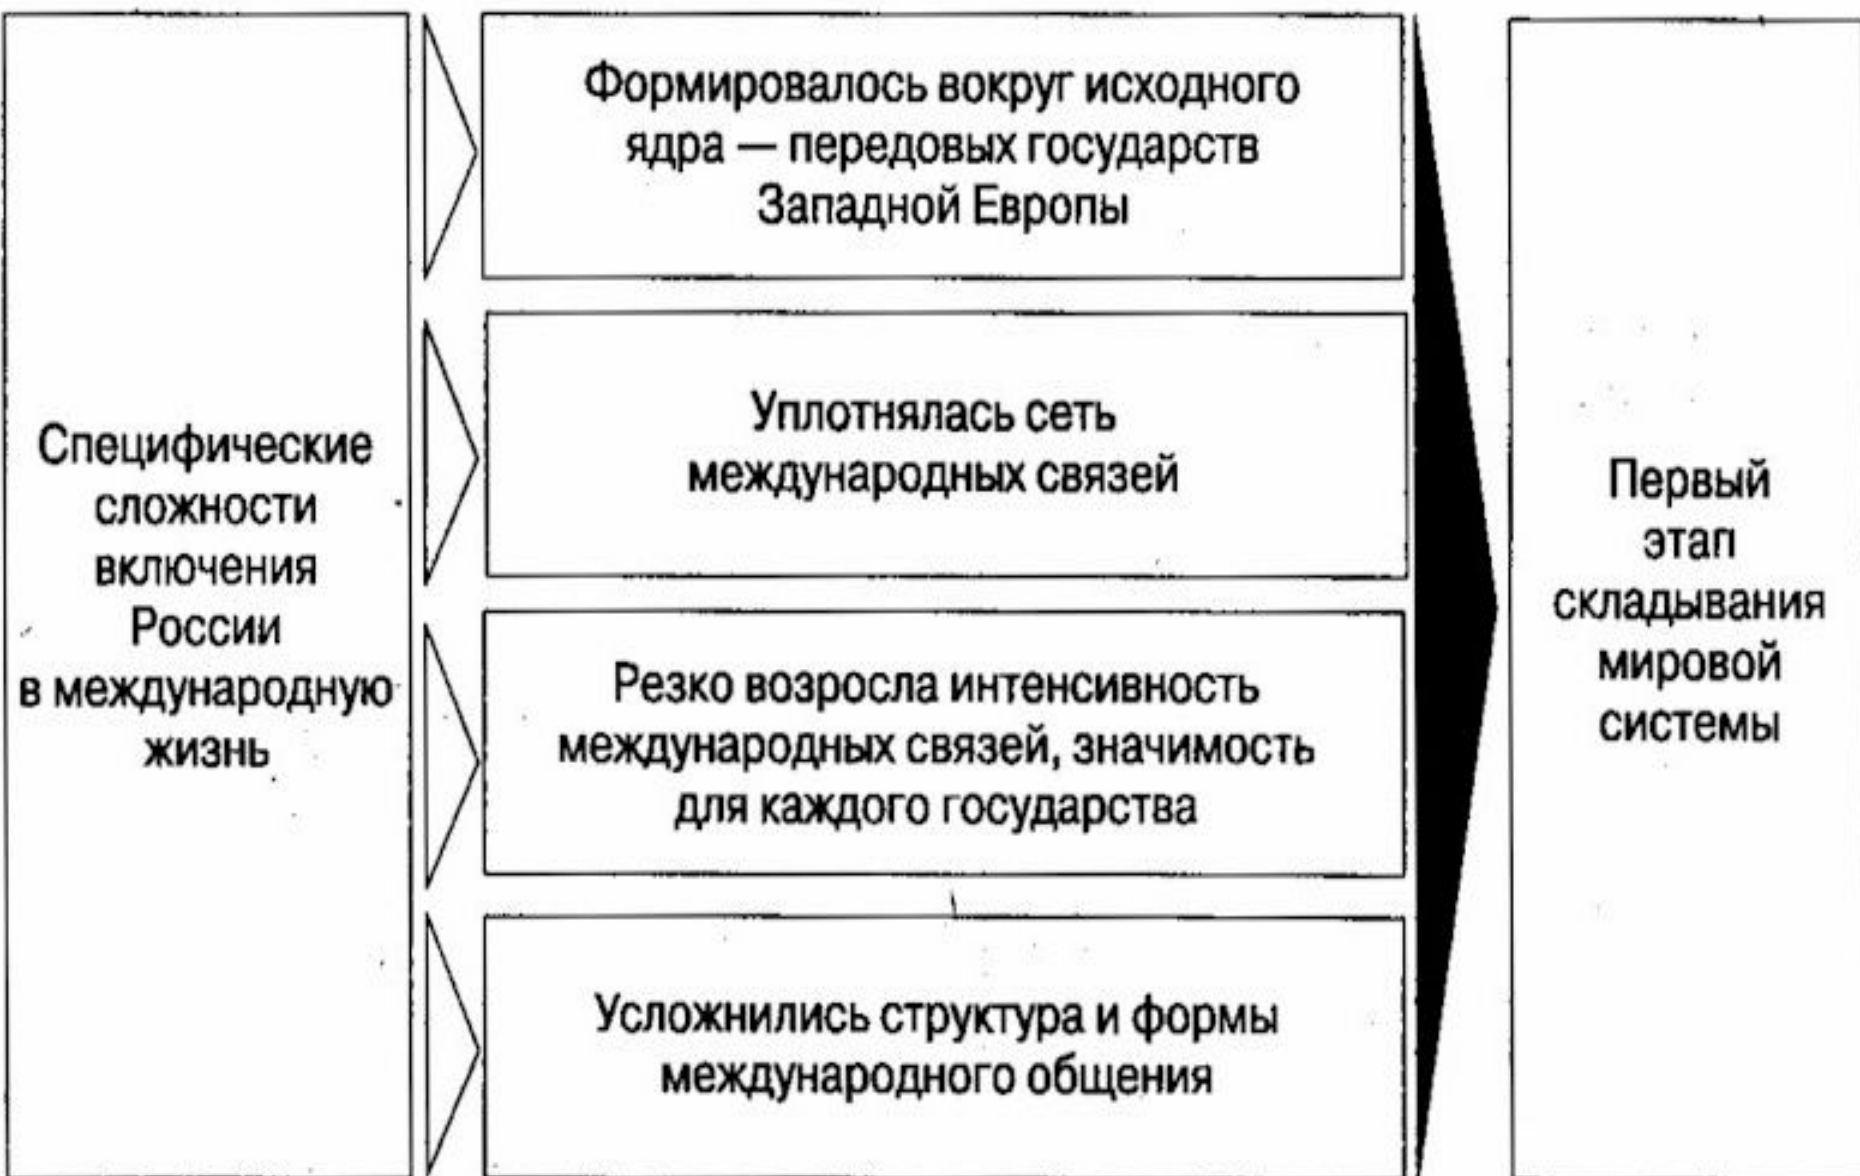 Специфические
сложности
включения
России
в международную
жизнь
Формировалось вокруг исходного
ядра — передовых государств
Западной Европы
Уплотнялась сеть
международных связей
Резко возросла интенсивность
международных связей, значимость
для каждого государства
Усложнились структура и формы
международного общения
Первый
этап
складывания
мировой
системы